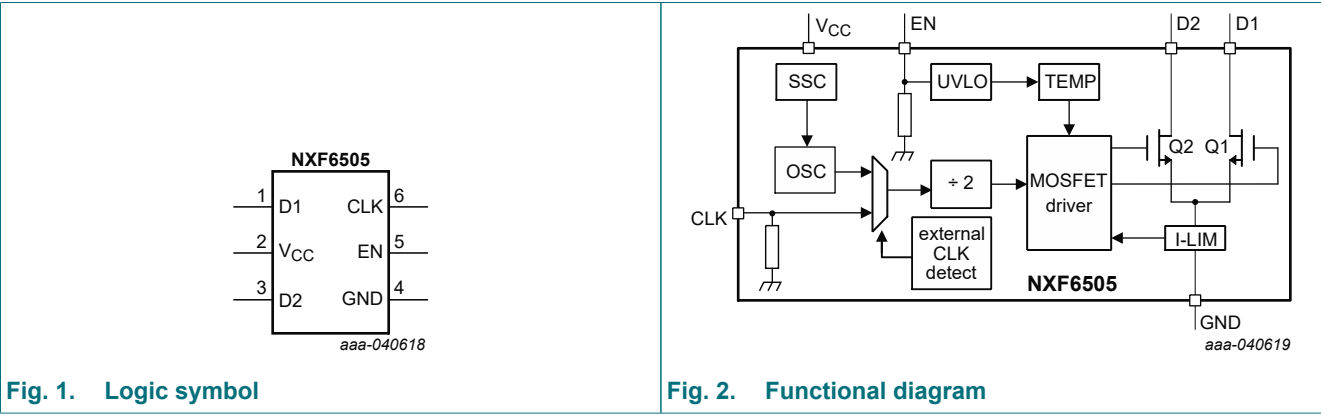 NXF6505
1 D1 CLK 6
2 VCC EN 5
3 D2 GND 4
aaa-040618
Fig. 1. Logic symbol
VCC EN D2 D1
SSC UVLO TEMP
OSC ÷ 2 MOSFET driver Q2 Q1
CLK
external
CLK
detect
I-LIM
NXF6505
GND
aaa-040619
Fig. 2. Functional diagram